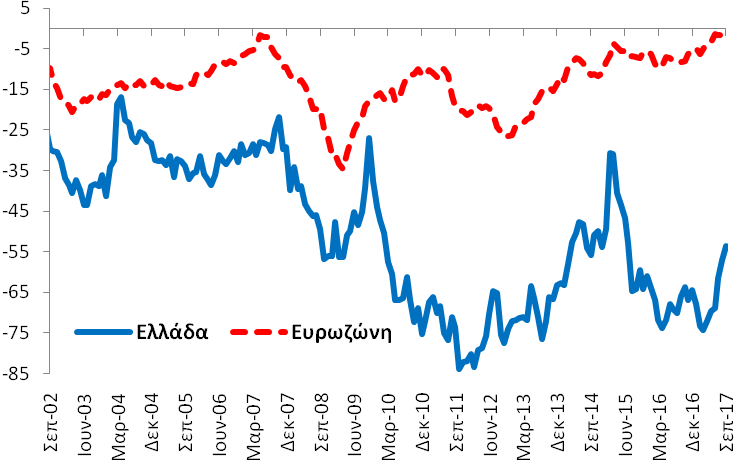 5
-5
-15
-25
-35
-45
-55
-65
-75
-85
Ελλάδα
Ευρωζώνη
Σεπ-02
Ιουν-03
Μαρ-04
Δεκ-04
Σεπ-05
Ιουν-06
Μαρ-07
Δεκ-07
Σεπ-08
Ιουν-09
Μαρ-10
Δεκ-10
Σεπ-11
Ιουν-12
Μαρ-13
Δεκ-13
Σεπ-14
Ιουν-15
Μαρ-16
Δεκ-16
Σεπ-17